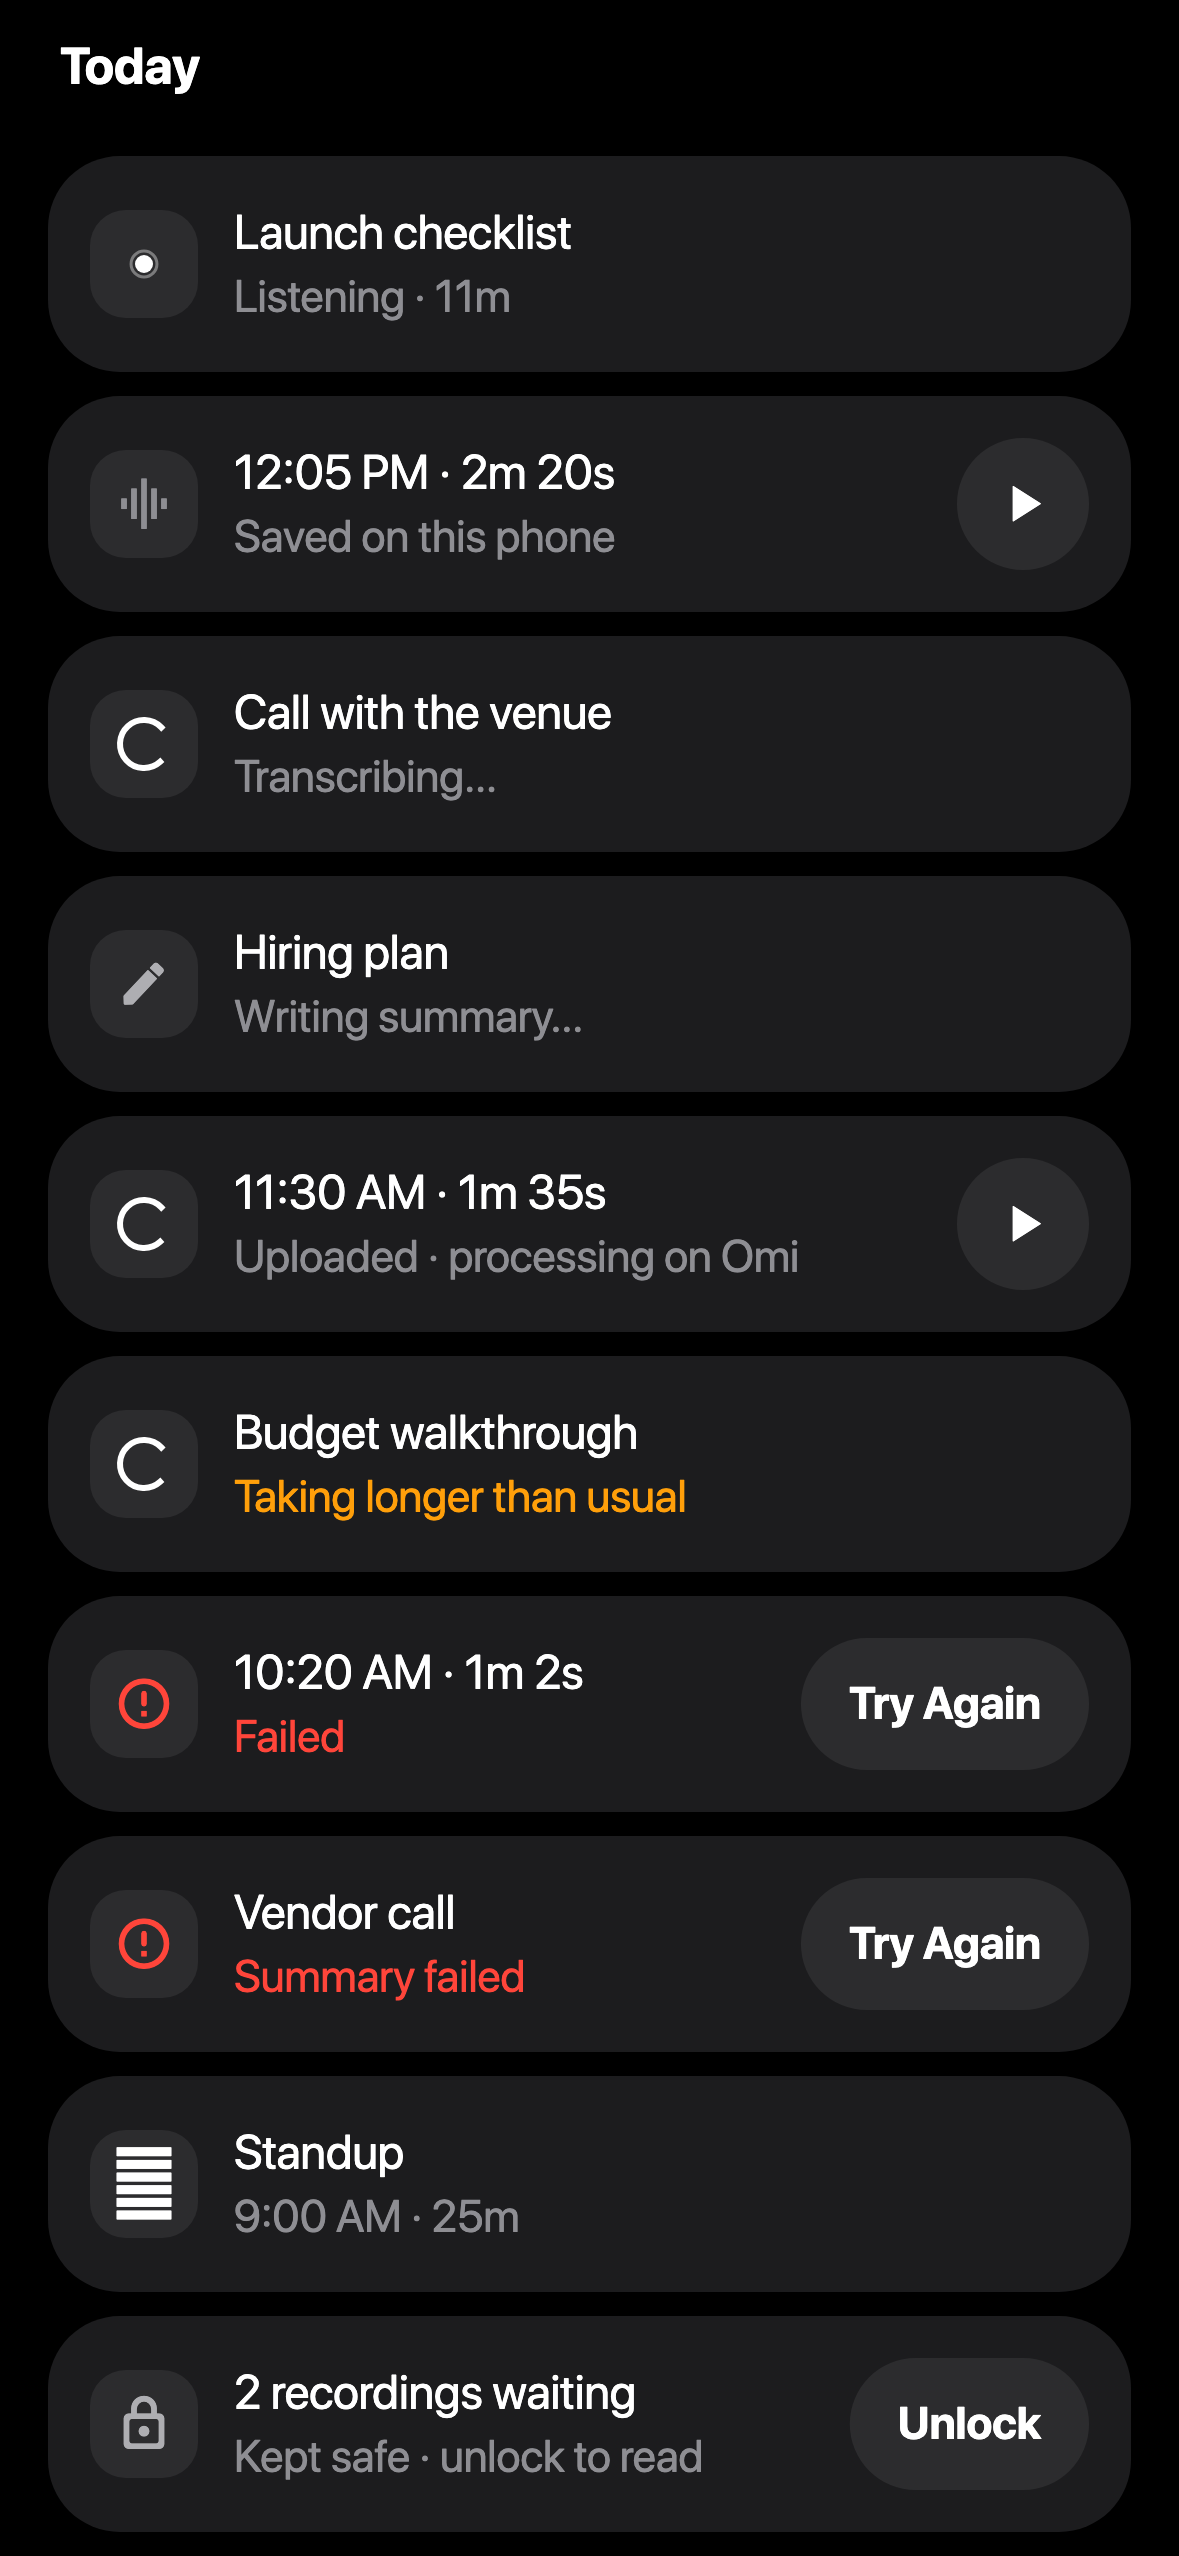 Today
Launch checklist
Listening · 11m
12:05 PM · 2m 20s
Saved on this phone
Call with the venue
Transcribing...
Hiring plan
Writing summary...
11:30 AM · 1m 35s
Uploaded · processing on Omi
Budget walkthrough
Taking longer than usual
10:20 AM · 1m 2s
Failed
Try Again
Vendor call
Summary failed
Try Again
Standup
9:00 AM · 25m
2 recordings waiting
Kept safe · unlock to read
Unlock